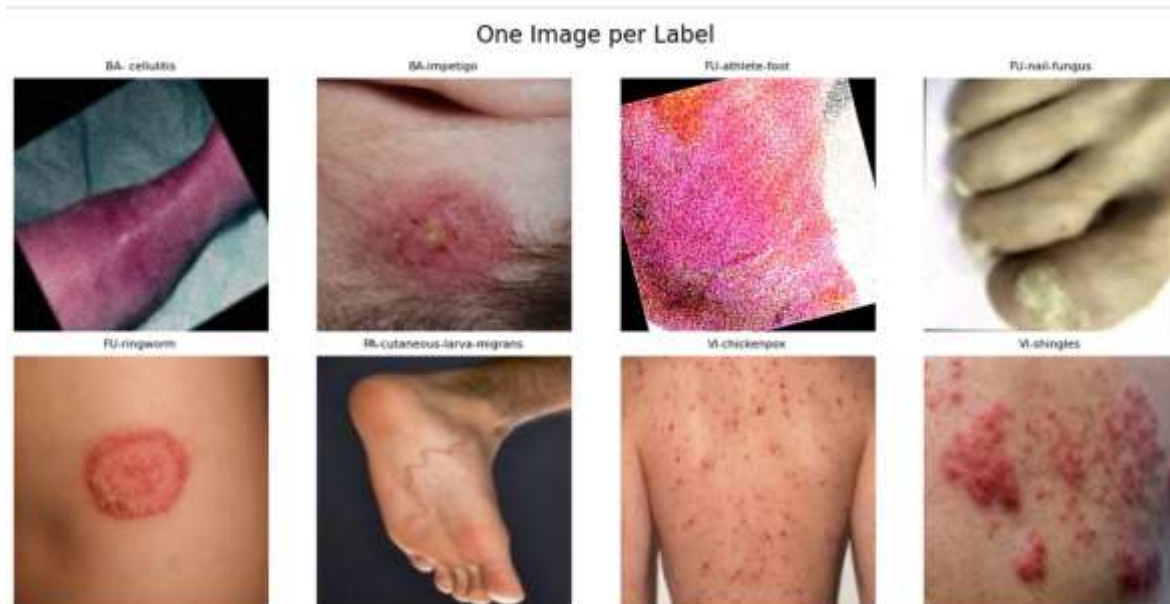 One Image per Label
BA- cellulitis
BA-impetigo
FU-athlete-foot
FU-nail-fungus
FU-ringworm
PA-cutaneous-larva-migrans
VI-chickenpox
VI-shingles